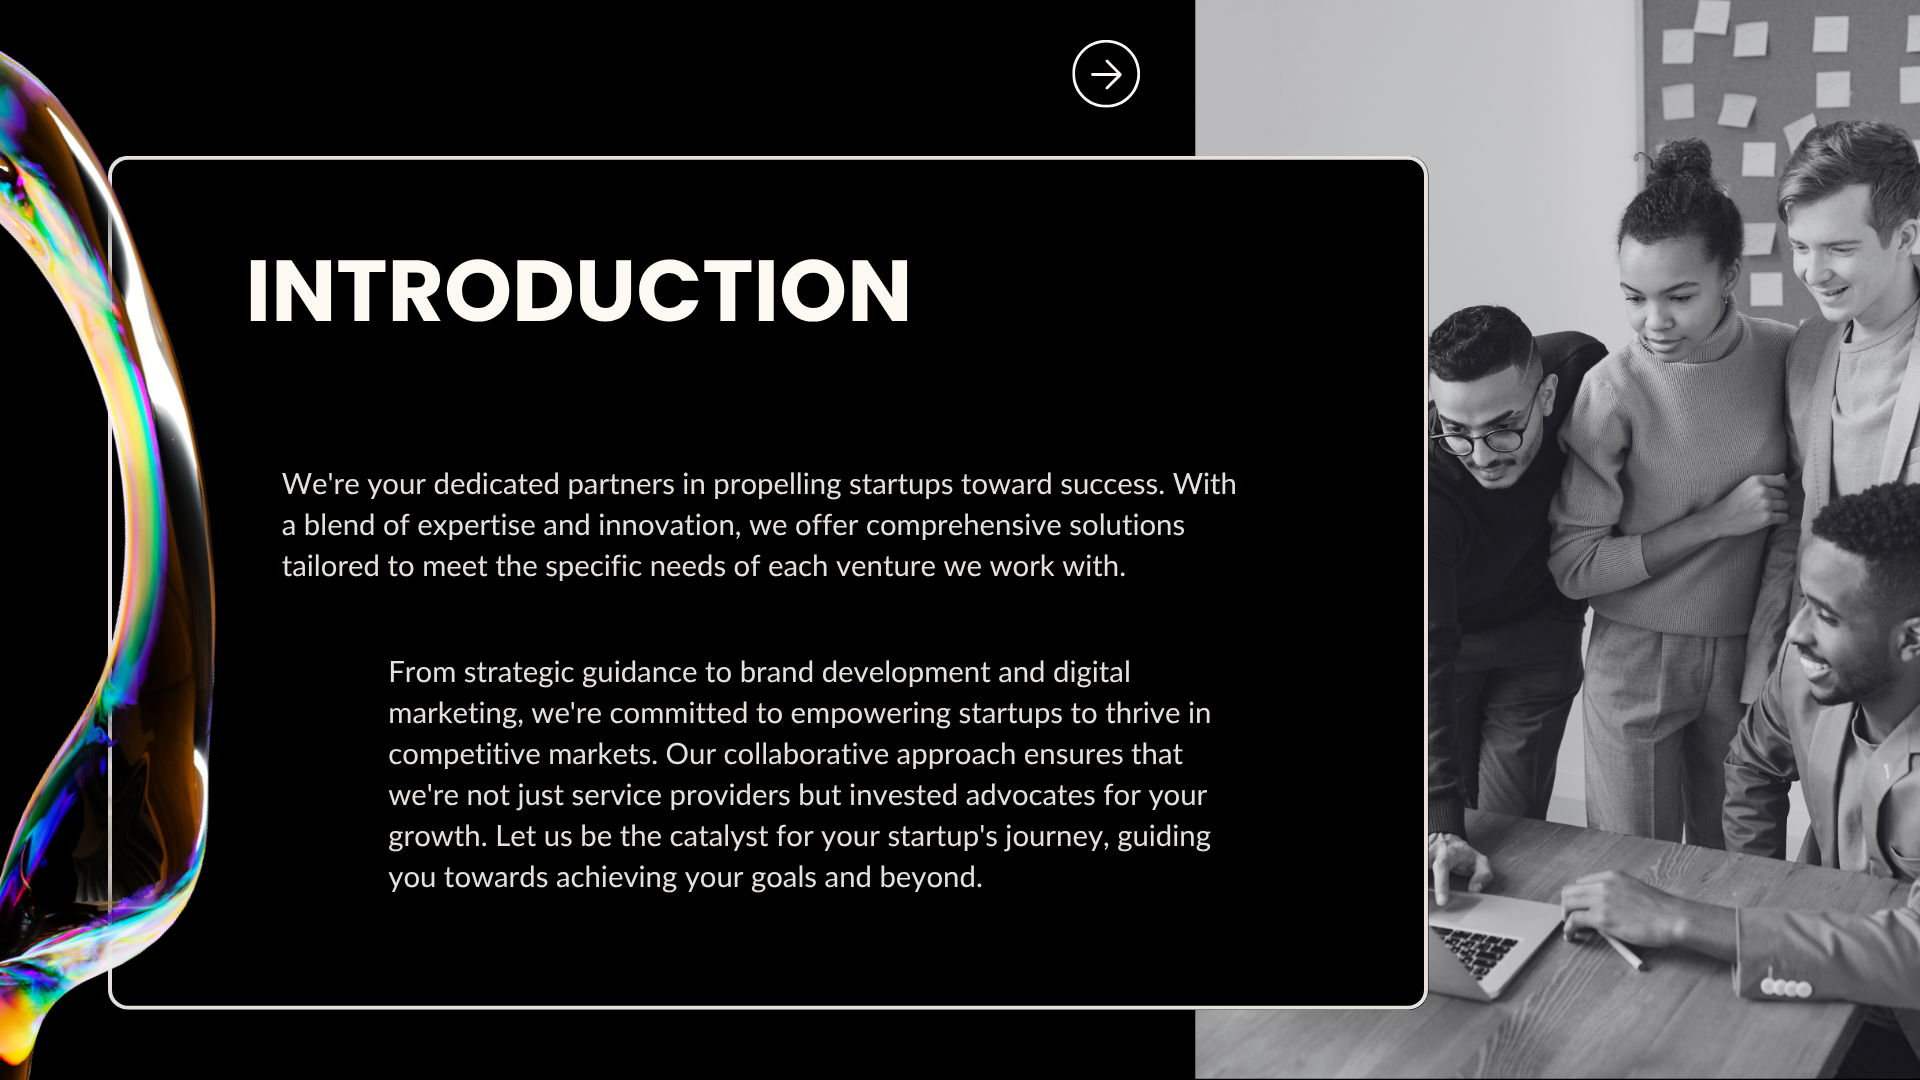 INTRODUCTION
We're your dedicated partners in propelling startups toward success. With
a blend of expertise and innovation, we offer comprehensive solutions
tailored to meet the specific needs of each venture we work with.
From strategic guidance to brand development and digital
marketing, we're committed to empowering startups to thrive in
competitive markets. Our collaborative approach ensures that
we're not just service providers but invested advocates for your
growth. Let us be the catalyst for your startup's journey, guiding
you towards achieving your goals and beyond.